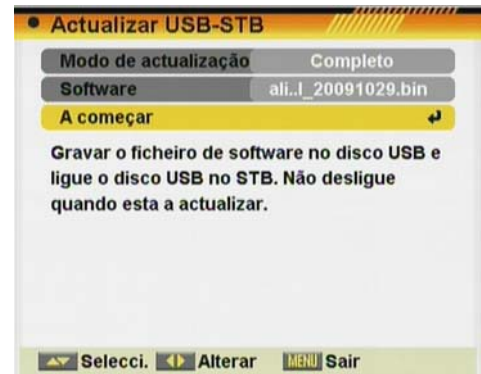 Actualizar USB-STB
Modo de actualização Completo
Software ali..l_20091029.bin
A começar
Gravar o ficheiro de software no disco USB e
ligue o disco USB no STB. Não desligue
quando esta a actualizar.
Selecci. Alterar MENU Sair